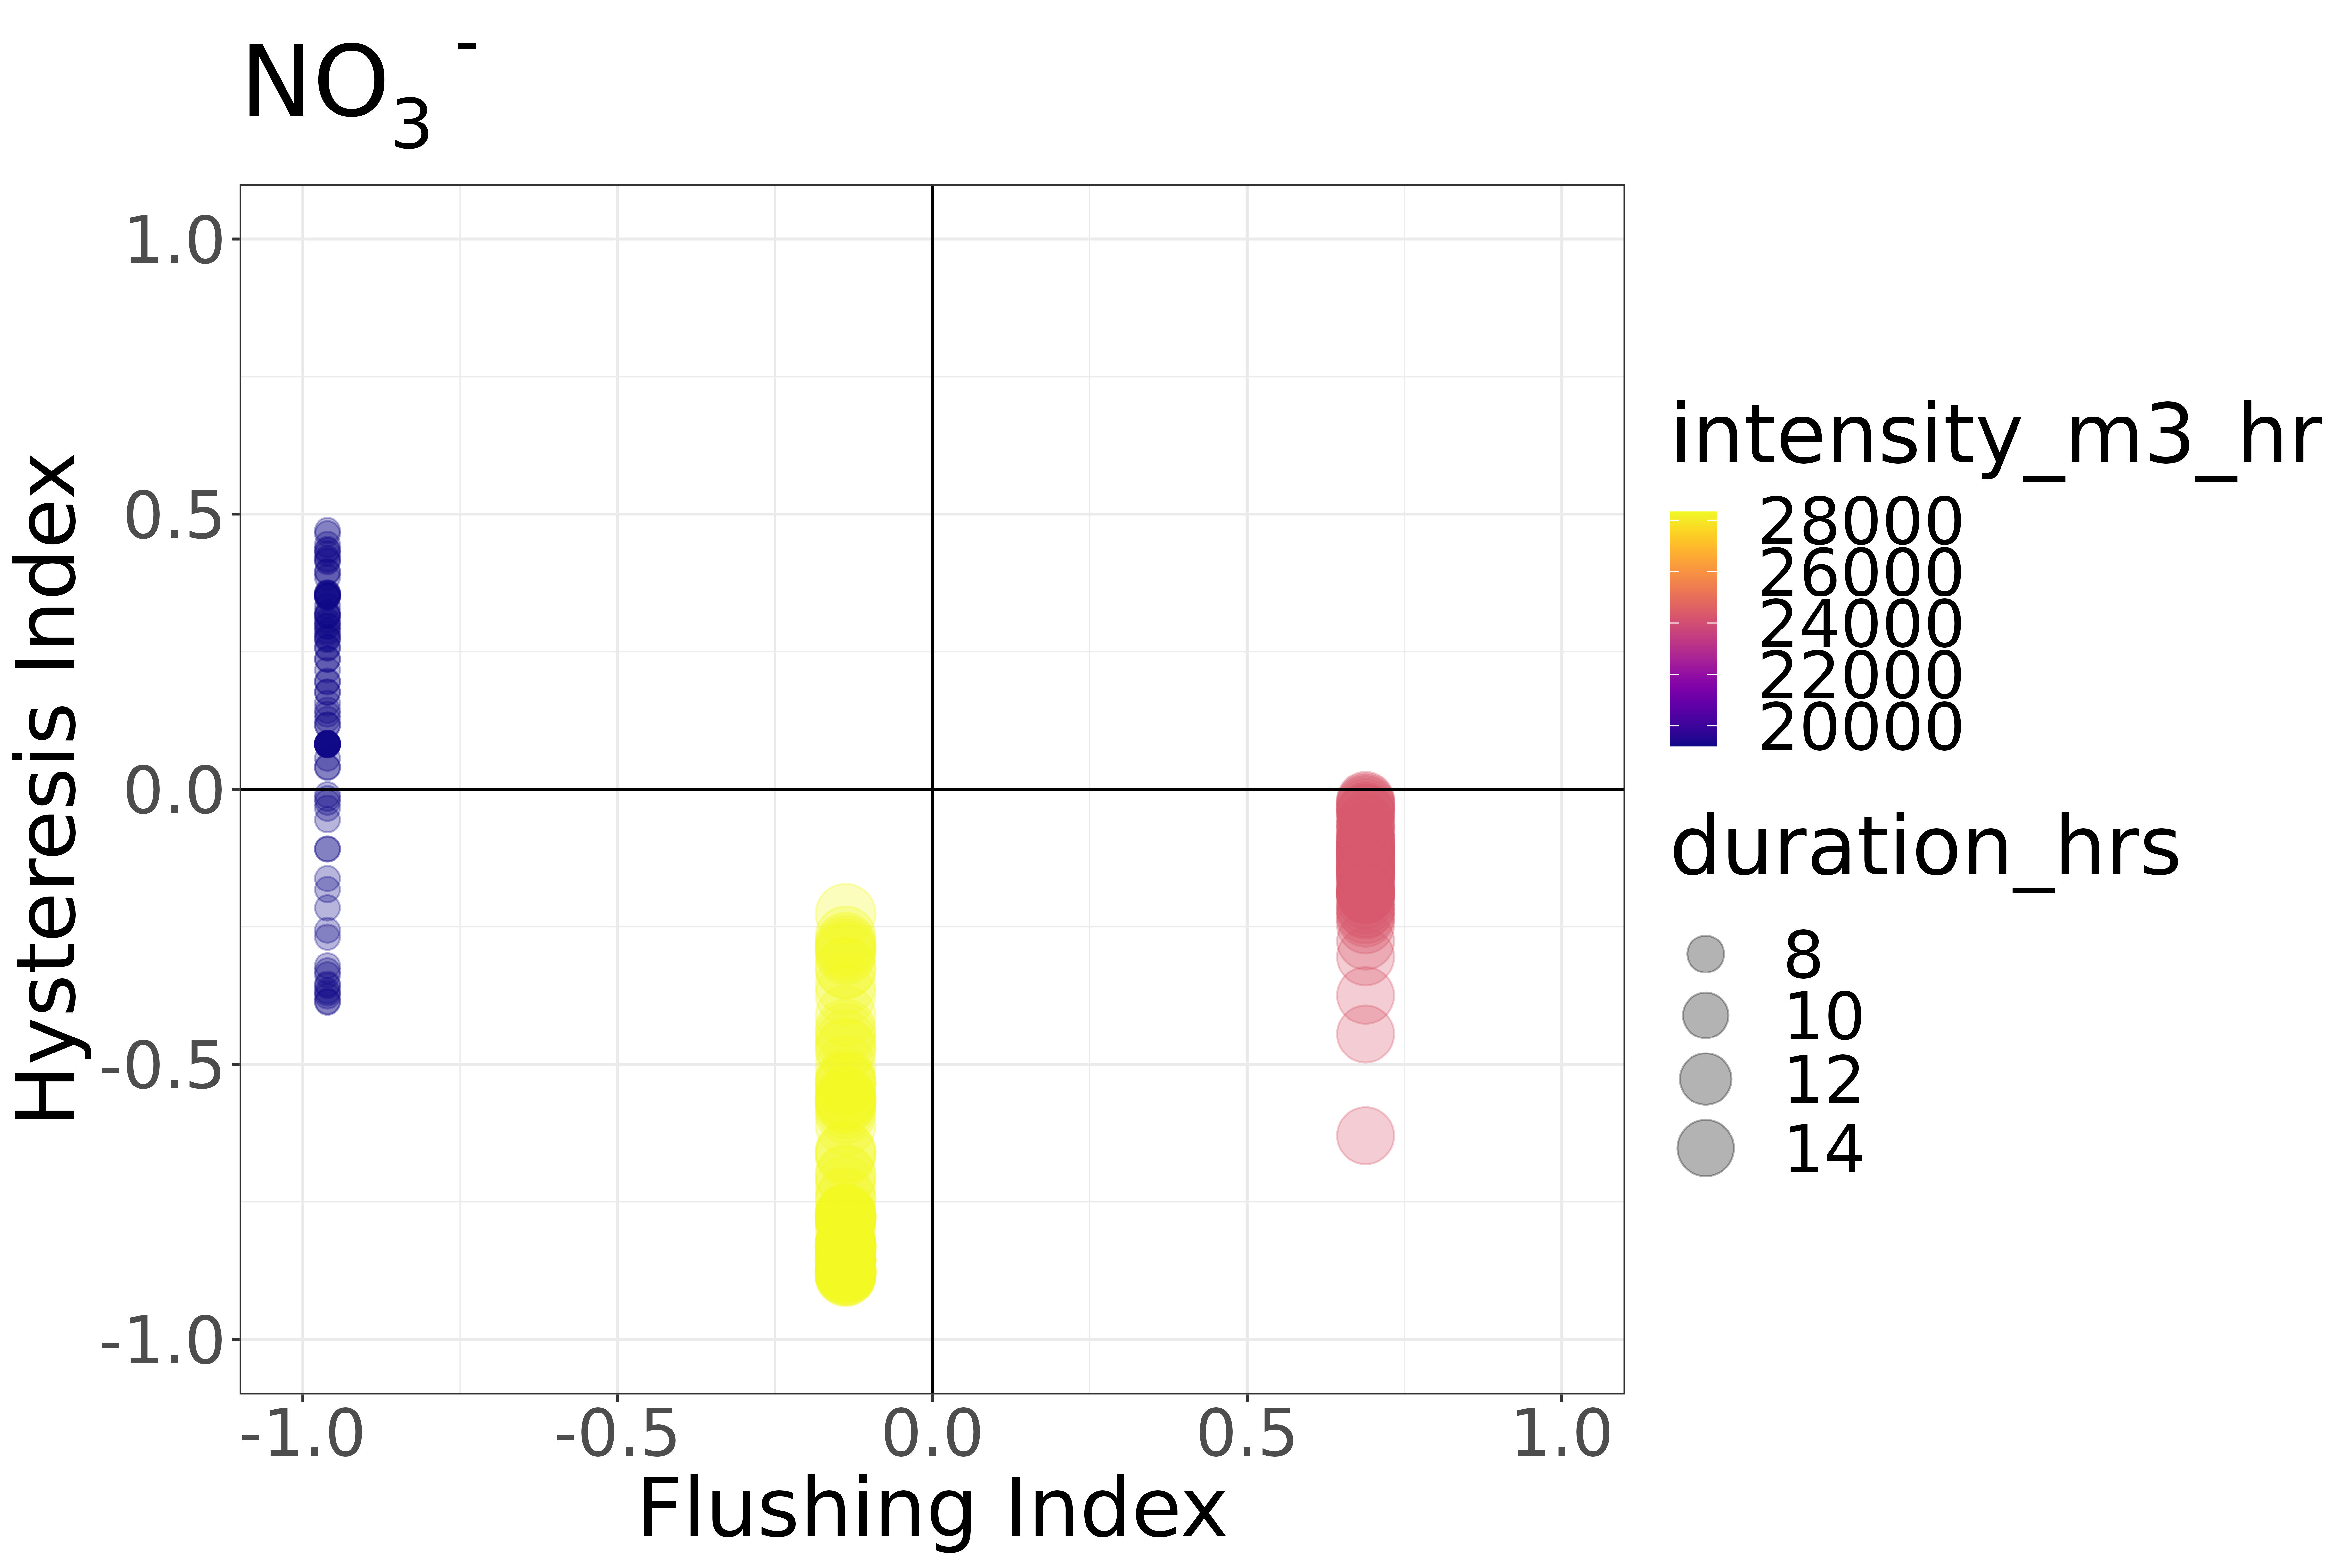 NO₃⁻
Hysteresis Index
1.0
0.5
0.0
-0.5
-1.0
-1.0 -0.5 0.0 0.5 1.0
Flushing Index
intensity_m3_hr
28000
26000
24000
22000
20000
duration_hrs
8
10
12
14